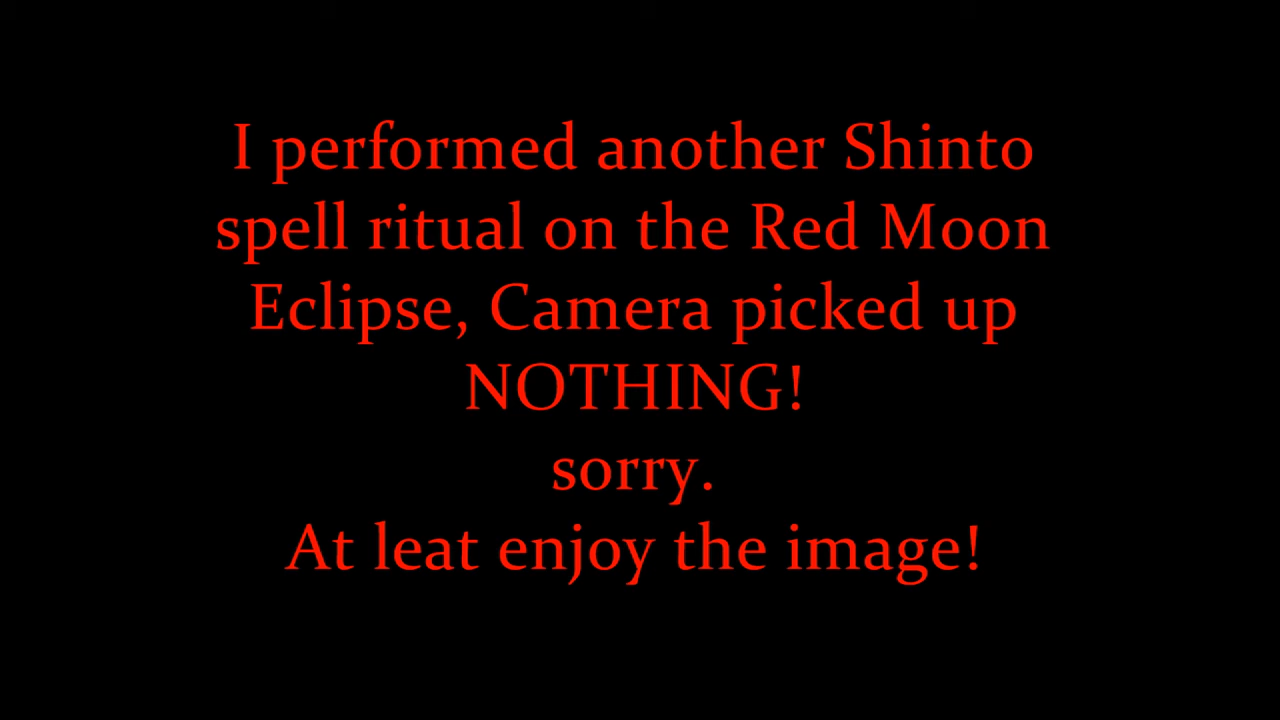 I performed another Shinto
spell ritual on the Red Moon
Eclipse, Camera picked up
NOTHING!
sorry.
At leat enjoy the image!